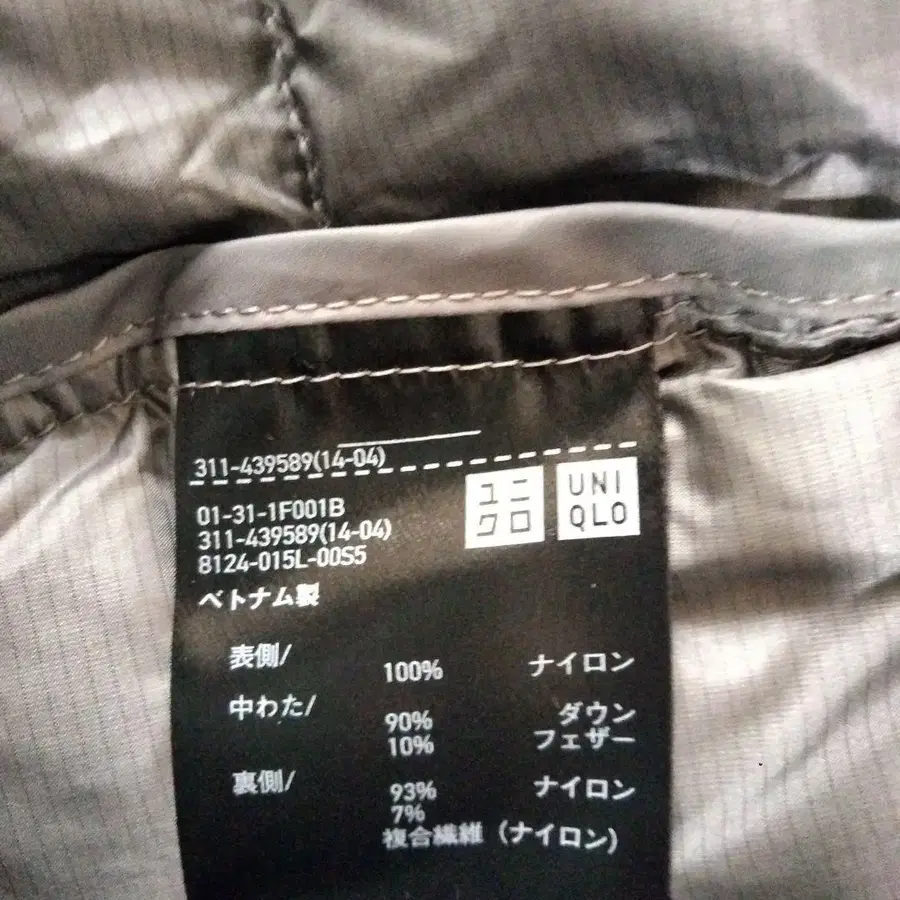 311-439589(14-04)
ユニ
クロ
UNI
QLO
01-31-1F001B
311-439589(14-04)
8124-015L-00S5
ベトナム製
表側/
100% ナイロン
中わた/
90% ダウン
10% フェザー
裏側/
93% ナイロン
7%
複合繊維 (ナイロン)